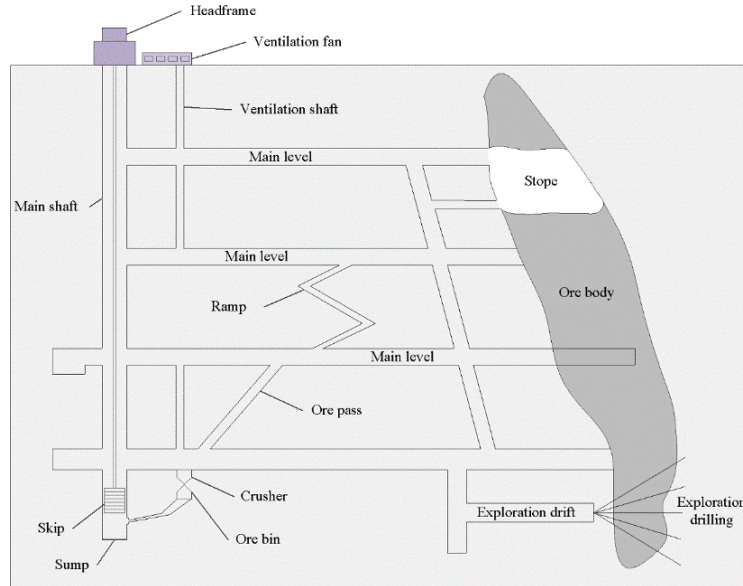 Headframe
Ventilation fan
Ventilation shaft
Main level
Stope
Main shaft
Main level
Ramp
Ore body
Main level
Ore pass
Crusher
Skip
Exploration drift
Exploration
drilling
Ore bin
Sump